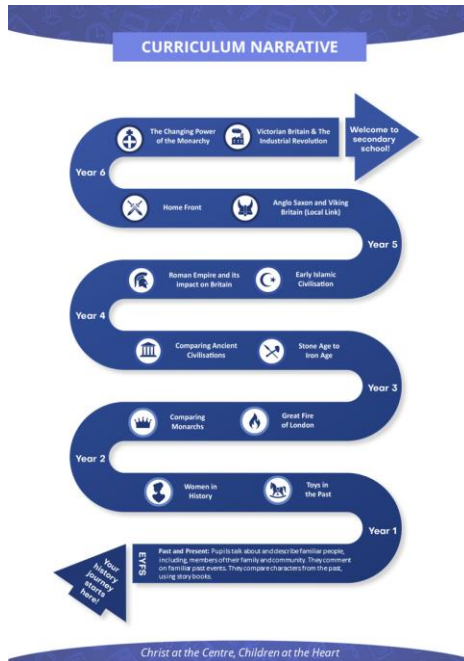 CURRICULUM NARRATIVE
The Changing Power
of the Monarchy
Victorian Britain & The
Industrial Revolution
Welcome to
secondary
school!
Year 6
Home Front
Anglo Saxon and Viking
Britain (Local Link)
Year 5
Roman Empire and its
impact on Britain
Early Islamic
Civilisation
Year 4
Comparing Ancient
Civilisations
Stone Age to
Iron Age
Year 3
Comparing
Monarchs
Great Fire
of London
Year 2
Women in
History
Toys in
the Past
Year 1
Your
history
journey
starts
here!
EYFS
Past and Present: Pupils talk about and describe familiar people,
including, members of their family and community. They comment
on familiar past events. They compare characters from the past,
using story books.
Christ at the Centre, Children at the Heart